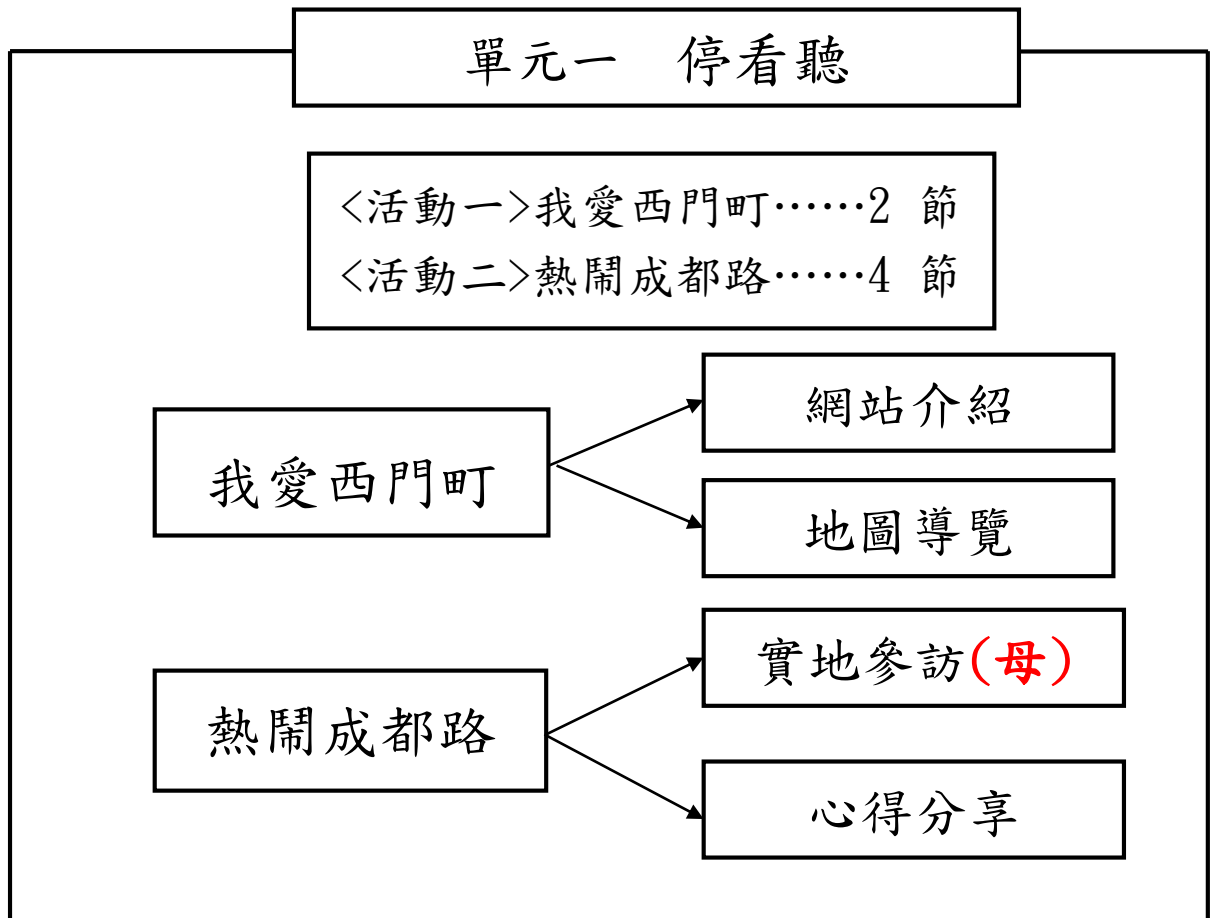 單元一　停看聽
<活動一>我愛西門町……2 節
<活動二>熱鬧成都路……4 節
我愛西門町
網站介紹
地圖導覽
熱鬧成都路
實地參訪(母)
心得分享